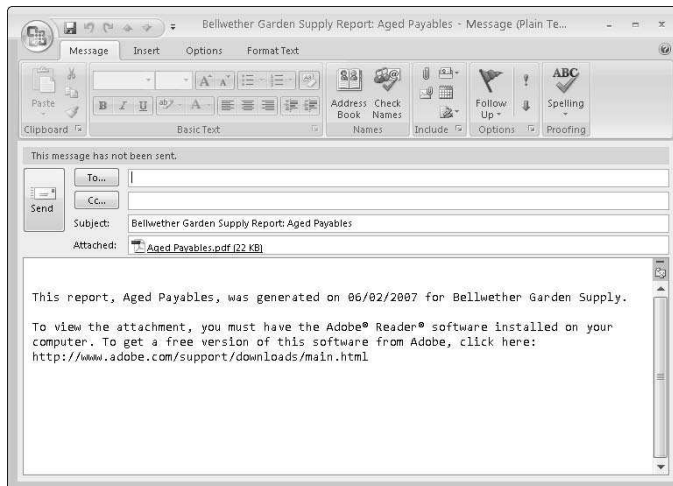 Bellwether Garden Supply Report: Aged Payables - Message (Plain Te...
Message Insert Options Format Text
Paste
Clipboard
B I U ab A
Basic Text
Address Book Check Names
Names
Include
Follow Up
Options
ABC
Spelling
Proofing
This message has not been sent.
Send
To...
Cc...
Subject: Bellwether Garden Supply Report: Aged Payables
Attached: Aged Payables.pdf (22 KB)
This report, Aged Payables, was generated on 06/02/2007 for Bellwether Garden Supply.
To view the attachment, you must have the Adobe® Reader® software installed on your
computer. To get a free version of this software from Adobe, click here:
http://www.adobe.com/support/downloads/main.html